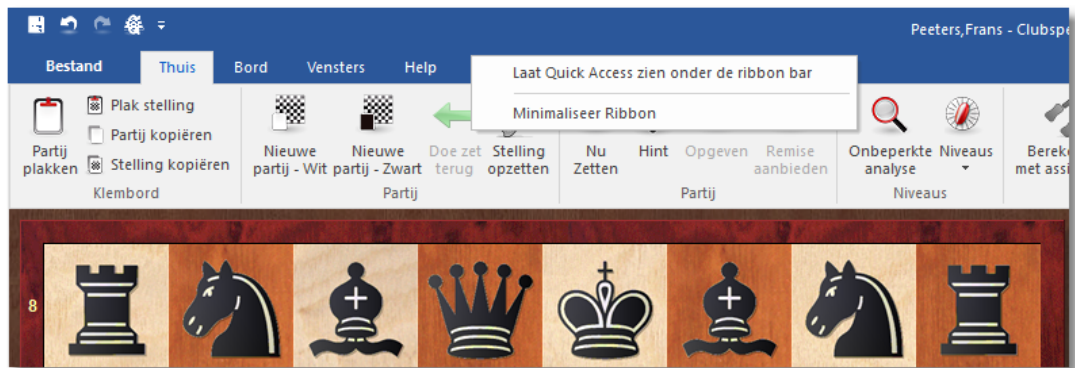 Peeters,Frans - Clubspe
Bestand Thuis Bord Vensters Help
Laat Quick Access zien onder de ribbon bar
Minimaliseer Ribbon
Partij plakken
Plak stelling
Partij kopiëren
Stelling kopiëren
Klembord
Nieuwe
partij - Wit
Nieuwe
partij - Zwart
Doe zet
terug
Stelling
opzetten
Partij
Nu
Zetten
Hint
Opgeven
Remise
aanbieden
Partij
Onbeperkte
analyse
Niveaus
Niveaus
Bereke
met assi
8